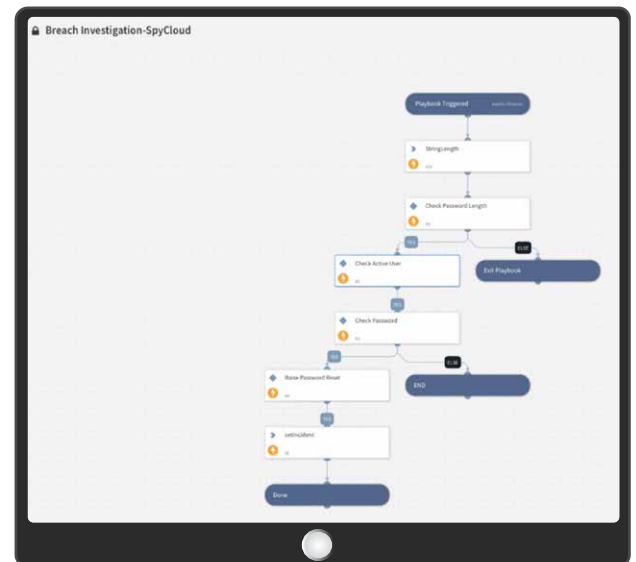 Breach Investigation-SpyCloud
Playbook Triggered
StringLength
Check Password Length
YES
ELSE
Check Active User
Exit Playbook
YES
Check Password
YES
ELSE
Raise Password Reset
END
YES
setIncident
Done